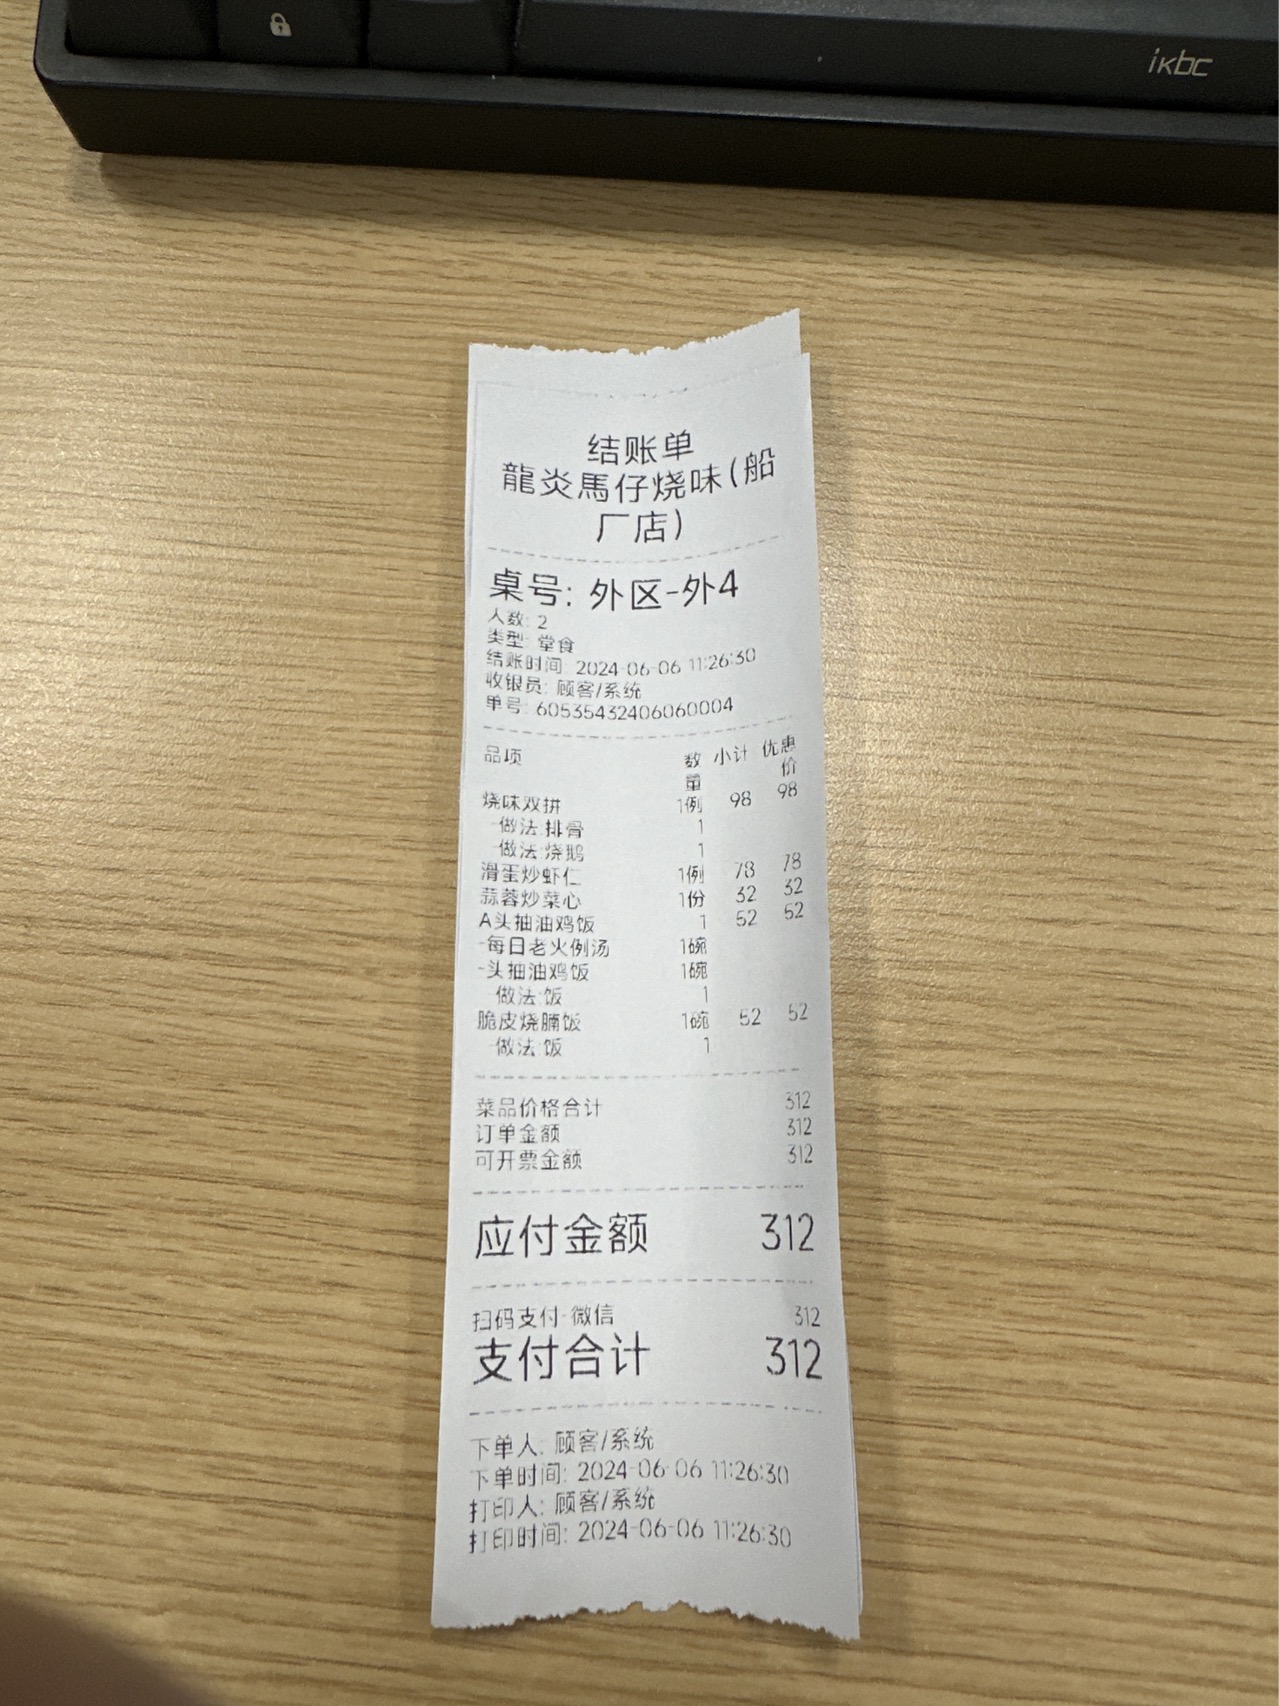 ikbc
结账单
龍炎馬仔烧味(船
厂店)
桌号: 外区-外4
人数: 2
类型: 堂食
结账时间: 2024-06-06 11:26:30
收银员: 顾客/系统
单号: 60535432406060004
品项 数量 小计 优惠价
烧味双拼 1例 98 98
-做法:排骨 1
-做法:烧鹅 1
滑蛋炒虾仁 1例 78 78
蒜蓉炒菜心 1份 32 32
A头抽油鸡饭 1 52 52
-每日老火例汤 1碗
-头抽油鸡饭 1碗
-做法:饭 1
脆皮烧腩饭 1碗 52 52
-做法:饭 1
菜品价格合计 312
订单金额 312
可开票金额 312
应付金额 312
扫码支付-微信 312
支付合计 312
下单人: 顾客/系统
下单时间: 2024-06-06 11:26:30
打印人: 顾客/系统
打印时间: 2024-06-06 11:26:30